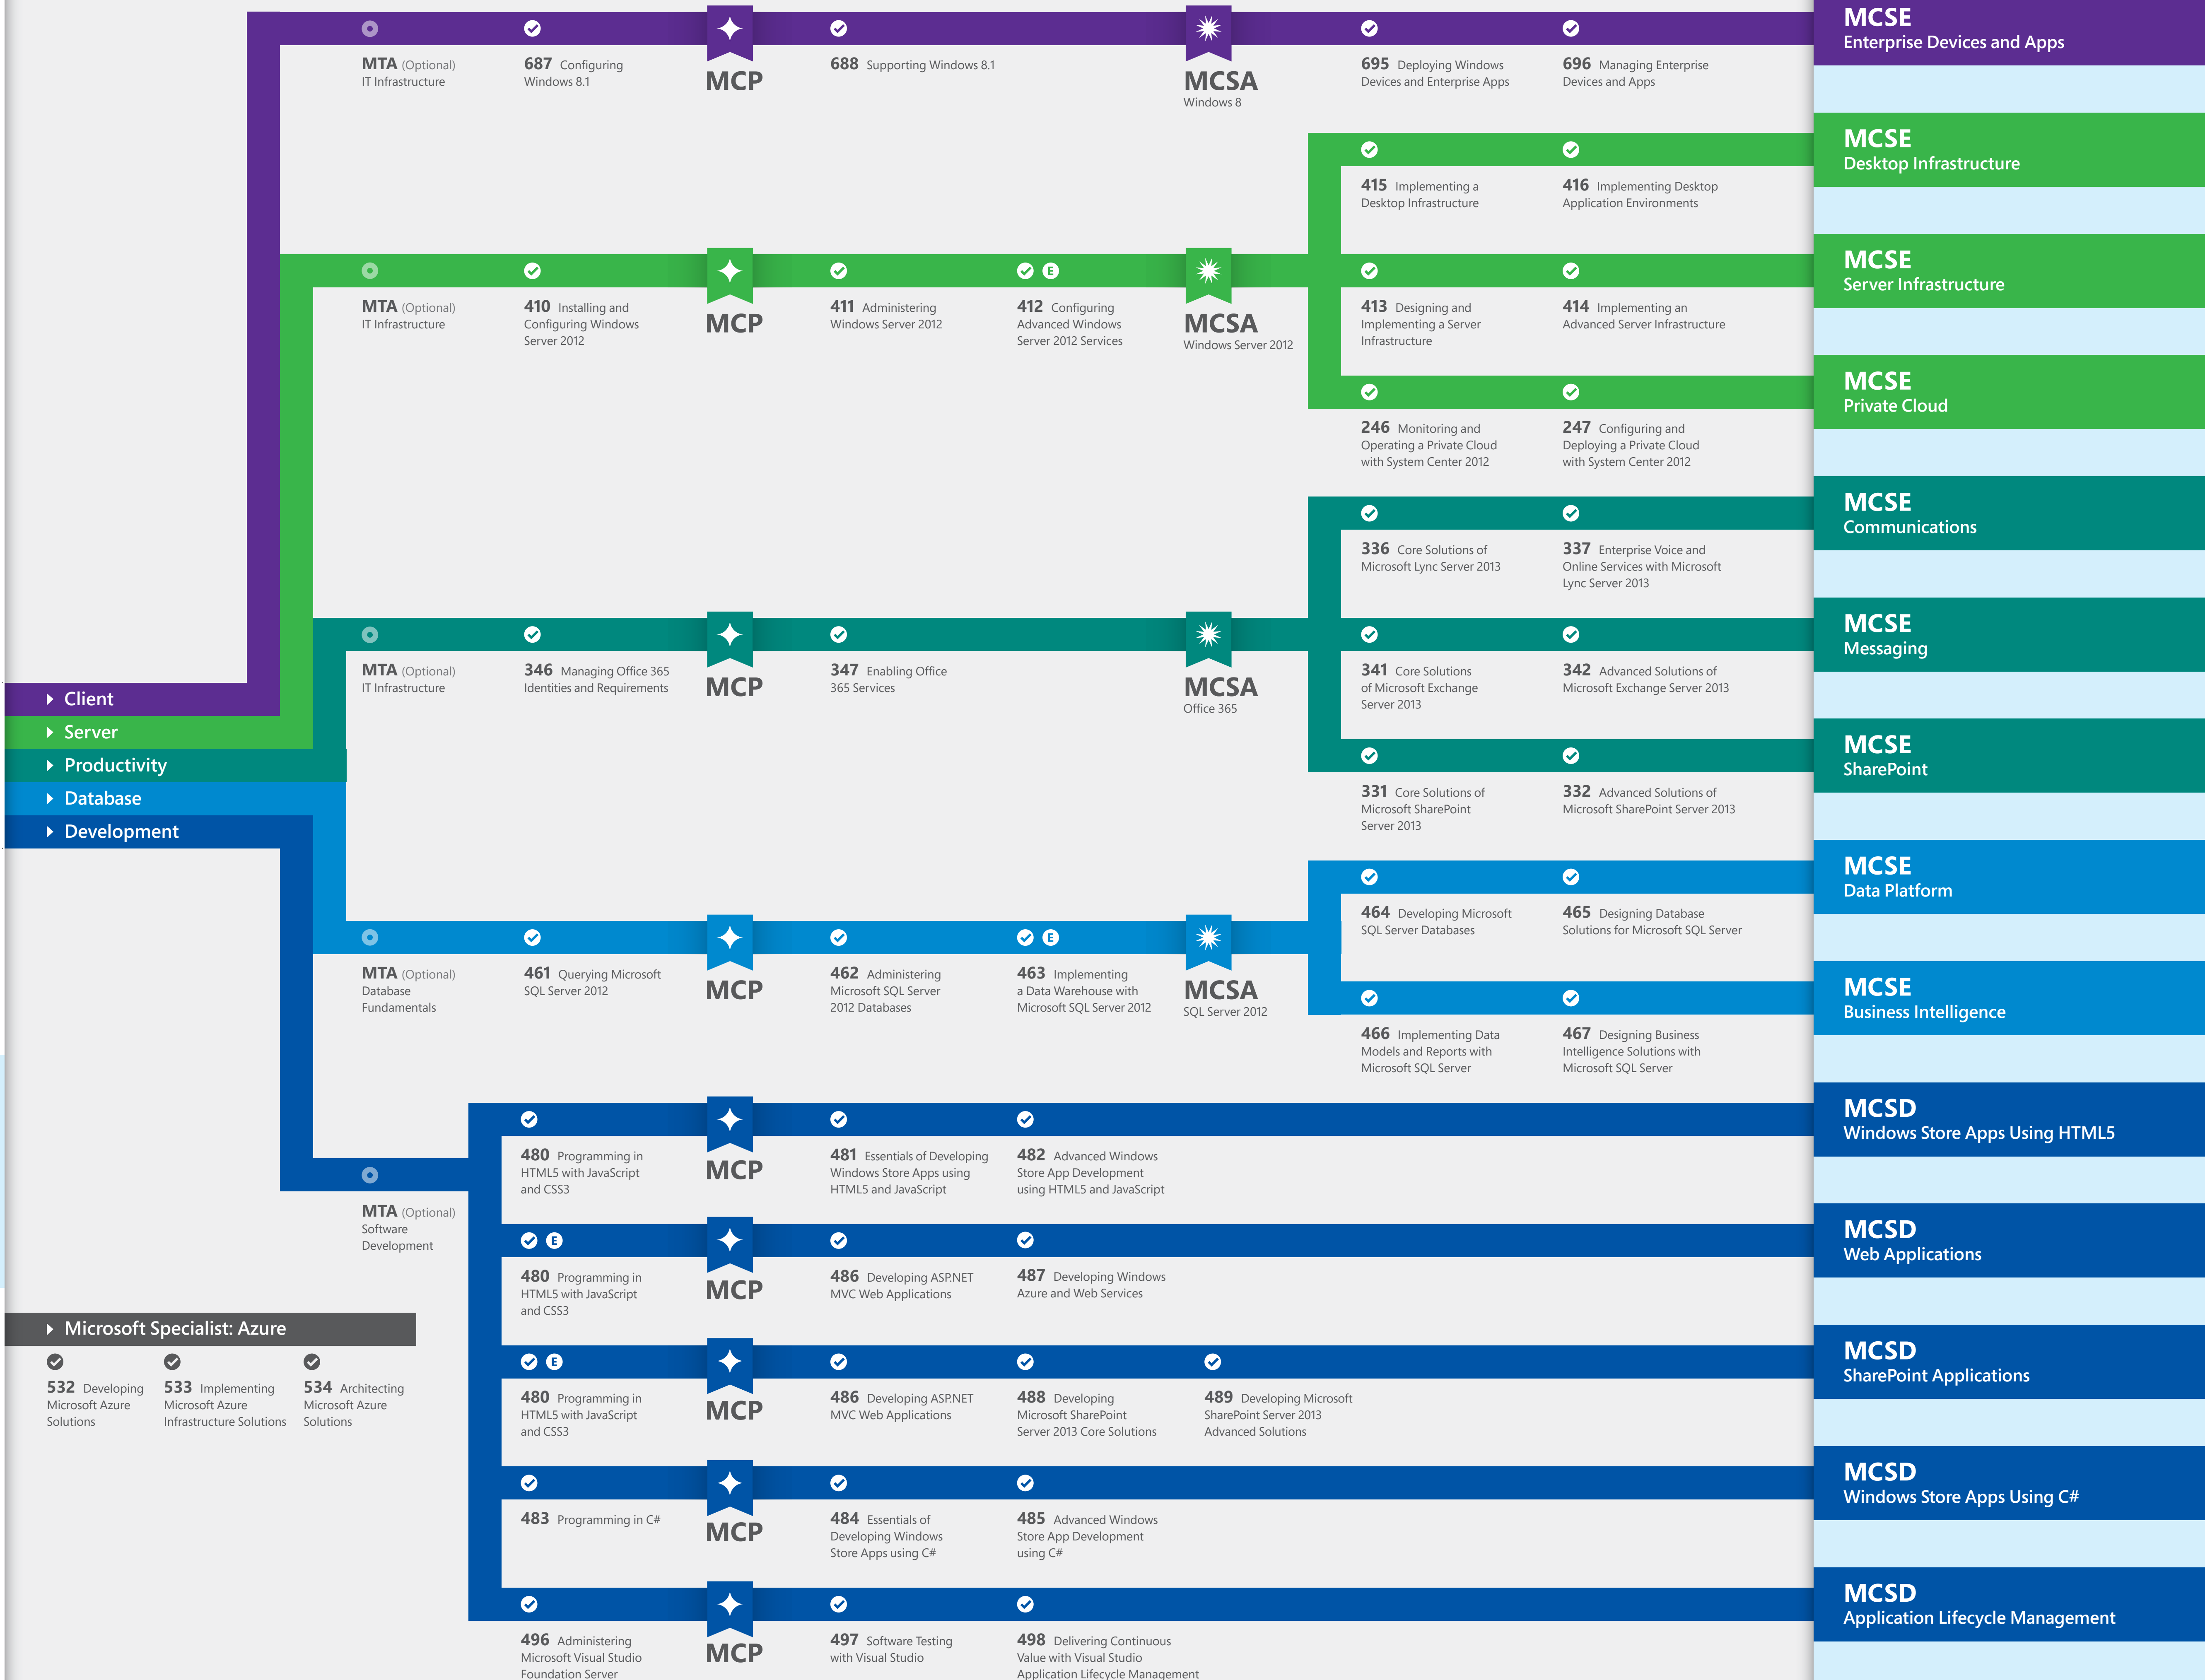 MCSE
Enterprise Devices and Apps
MTA (Optional)
IT Infrastructure
687 Configuring
Windows 8.1
MCP
688 Supporting Windows 8.1
MCSA
Windows 8
695 Deploying Windows
Devices and Enterprise Apps
696 Managing Enterprise
Devices and Apps
MCSE
Desktop Infrastructure
415 Implementing a
Desktop Infrastructure
416 Implementing Desktop
Application Environments
MCSE
Server Infrastructure
E
MTA (Optional)
IT Infrastructure
410 Installing and
Configuring Windows
Server 2012
MCP
411 Administering
Windows Server 2012
412 Configuring
Advanced Windows
Server 2012 Services
MCSA
Windows Server 2012
413 Designing and
Implementing a Server
Infrastructure
414 Implementing an
Advanced Server Infrastructure
MCSE
Private Cloud
246 Monitoring and
Operating a Private Cloud
with System Center 2012
247 Configuring and
Deploying a Private Cloud
with System Center 2012
MCSE
Communications
336 Core Solutions of
Microsoft Lync Server 2013
337 Enterprise Voice and
Online Services with Microsoft
Lync Server 2013
MCSE
Messaging
MTA (Optional)
IT Infrastructure
346 Managing Office 365
Identities and Requirements
MCP
347 Enabling Office
365 Services
MCSA
Office 365
341 Core Solutions
of Microsoft Exchange
Server 2013
342 Advanced Solutions of
Microsoft Exchange Server 2013
Client
Server
Productivity
Database
Development
MCSE
SharePoint
331 Core Solutions of
Microsoft SharePoint
Server 2013
332 Advanced Solutions of
Microsoft SharePoint Server 2013
MCSE
Data Platform
464 Developing Microsoft
SQL Server Databases
465 Designing Database
Solutions for Microsoft SQL Server
E
MTA (Optional)
Database
Fundamentals
461 Querying Microsoft
SQL Server 2012
MCP
462 Administering
Microsoft SQL Server
2012 Databases
463 Implementing
a Data Warehouse with
Microsoft SQL Server 2012
MCSA
SQL Server 2012
MCSE
Business Intelligence
466 Implementing Data
Models and Reports with
Microsoft SQL Server
467 Designing Business
Intelligence Solutions with
Microsoft SQL Server
MCSD
Windows Store Apps Using HTML5
480 Programming in
HTML5 with JavaScript
and CSS3
MCP
481 Essentials of Developing
Windows Store Apps using
HTML5 and JavaScript
482 Advanced Windows
Store App Development
using HTML5 and JavaScript
MTA (Optional)
Software
Development
MCSD
Web Applications
E
480 Programming in
HTML5 with JavaScript
and CSS3
MCP
486 Developing ASP.NET
MVC Web Applications
487 Developing Windows
Azure and Web Services
Microsoft Specialist: Azure
532 Developing
Microsoft Azure
Solutions
533 Implementing
Microsoft Azure
Infrastructure Solutions
534 Architecting
Microsoft Azure
Solutions
MCSD
SharePoint Applications
E
480 Programming in
HTML5 with JavaScript
and CSS3
MCP
486 Developing ASP.NET
MVC Web Applications
488 Developing
Microsoft SharePoint
Server 2013 Core Solutions
489 Developing Microsoft
SharePoint Server 2013
Advanced Solutions
MCSD
Windows Store Apps Using C#
483 Programming in C#
MCP
484 Essentials of
Developing Windows
Store Apps using C#
485 Advanced Windows
Store App Development
using C#
MCSD
Application Lifecycle Management
496 Administering
Microsoft Visual Studio
Foundation Server
MCP
497 Software Testing
with Visual Studio
498 Delivering Continuous
Value with Visual Studio
Application Lifecycle Management